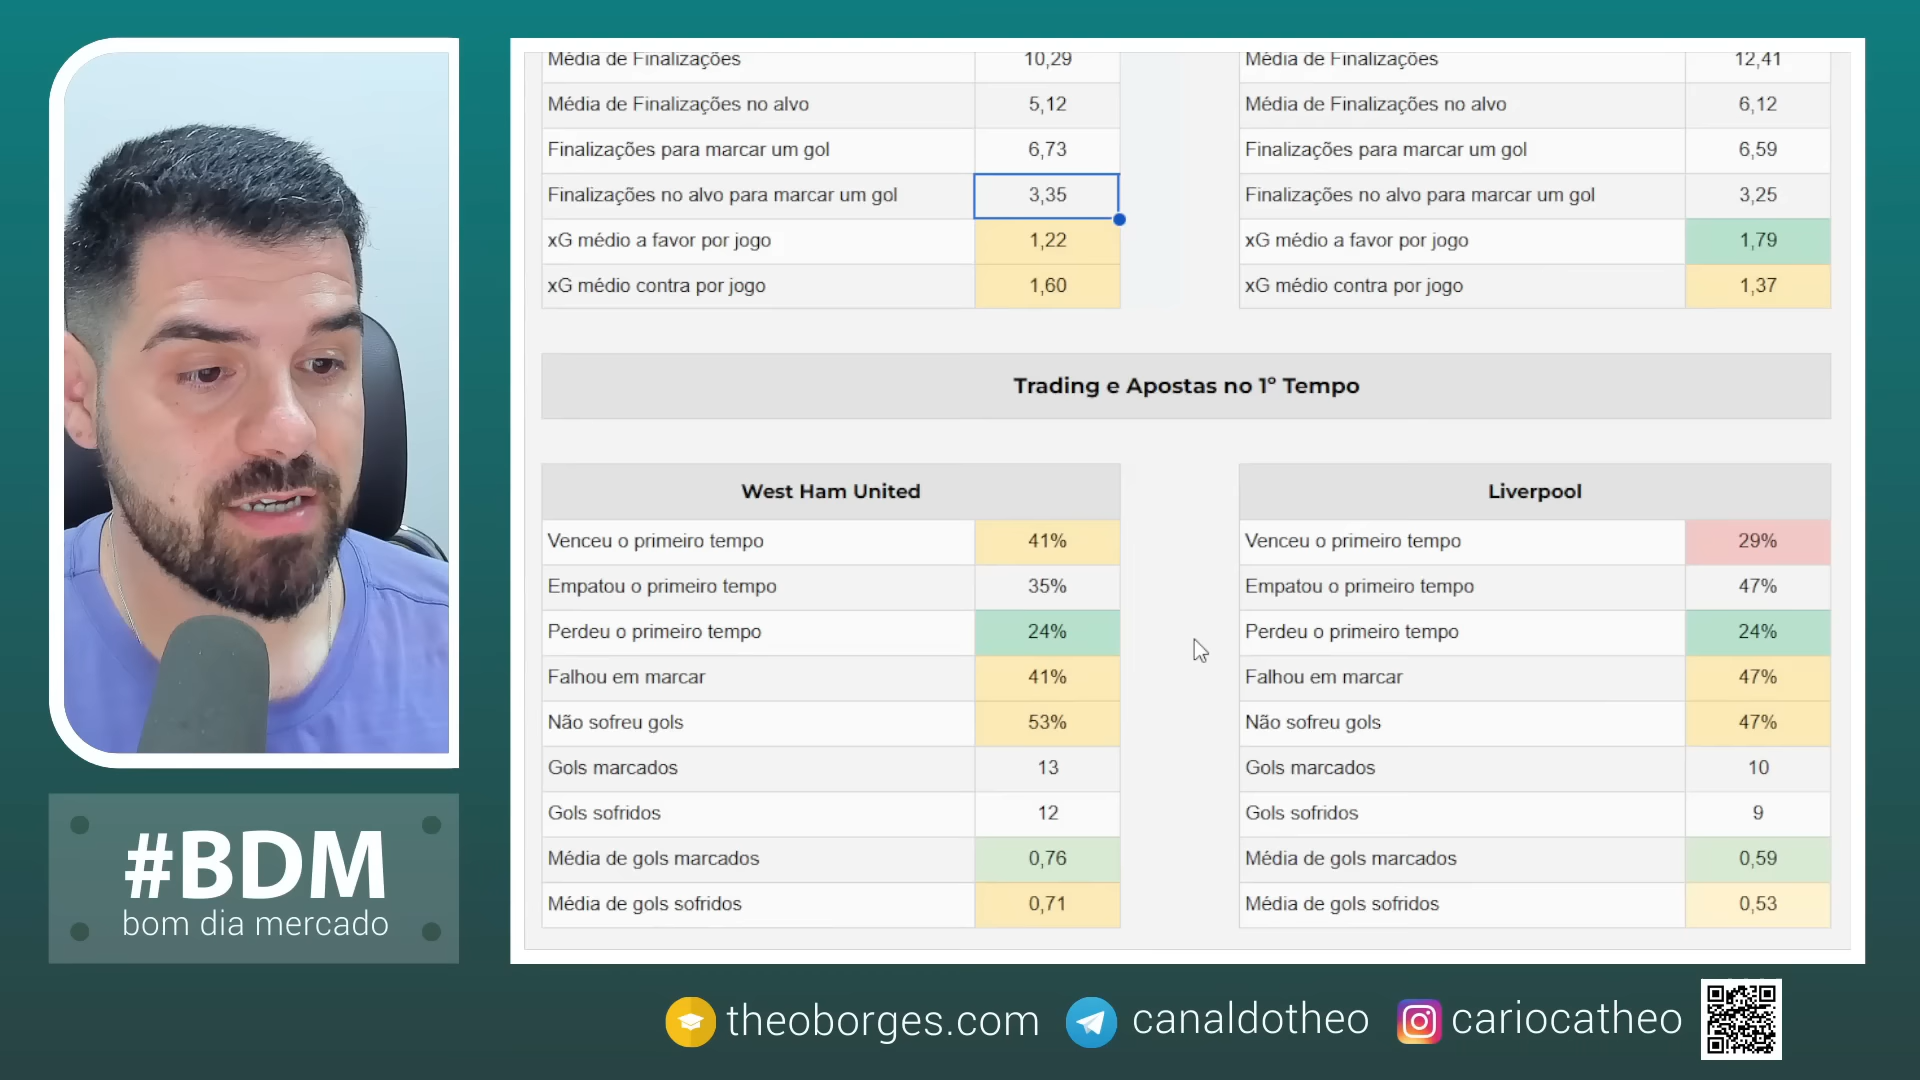 Média de Finalizações 10,29
Média de Finalizações no alvo 5,12
Finalizações para marcar um gol 6,73
Finalizações no alvo para marcar um gol 3,35
xG médio a favor por jogo 1,22
xG médio contra por jogo 1,60
Média de Finalizações 12,41
Média de Finalizações no alvo 6,12
Finalizações para marcar um gol 6,59
Finalizações no alvo para marcar um gol 3,25
xG médio a favor por jogo 1,79
xG médio contra por jogo 1,37
Trading e Apostas no 1º Tempo
West Ham United
Venceu o primeiro tempo 41%
Empatou o primeiro tempo 35%
Perdeu o primeiro tempo 24%
Falhou em marcar 41%
Não sofreu gols 53%
Gols marcados 13
Gols sofridos 12
Média de gols marcados 0,76
Média de gols sofridos 0,71
Liverpool
Venceu o primeiro tempo 29%
Empatou o primeiro tempo 47%
Perdeu o primeiro tempo 24%
Falhou em marcar 47%
Não sofreu gols 47%
Gols marcados 10
Gols sofridos 9
Média de gols marcados 0,59
Média de gols sofridos 0,53
#BDM
bom dia mercado
theoborges.com canaldotheo cariocatheo